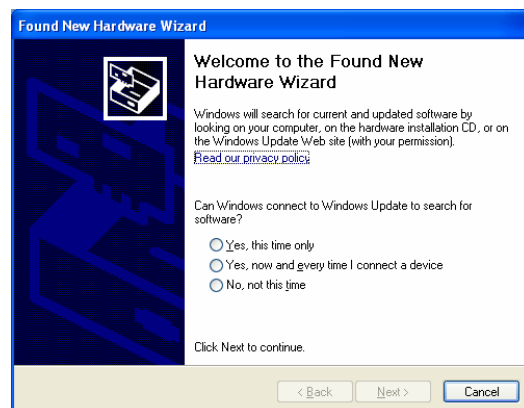 Found New Hardware Wizard
Welcome to the Found New
Hardware Wizard
Windows will search for current and updated software by
looking on your computer, on the hardware installation CD, or on
the Windows Update Web site (with your permission).
Read our privacy policy
Can Windows connect to Windows Update to search for
software?
Yes, this time only
Yes, now and every time I connect a device
No, not this time
Click Next to continue.
< Back Next > Cancel